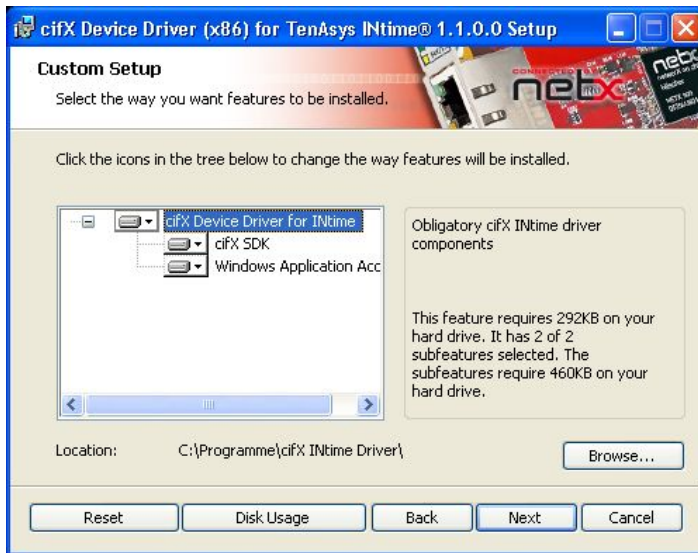 cifX Device Driver (x86) for TenAsys INtime® 1.1.0.0 Setup
Custom Setup
Select the way you want features to be installed.
CONNECTED
netX
netX
Click the icons in the tree below to change the way features will be installed.
cifX Device Driver for INtime
cifX SDK
Windows Application Acc
Obligatory cifX INtime driver
components
This feature requires 292KB on your
hard drive. It has 2 of 2
subfeatures selected. The
subfeatures require 460KB on your
hard drive.
Location:
C:\Programme\cifX INtime Driver\
Browse...
Reset
Disk Usage
Back
Next
Cancel